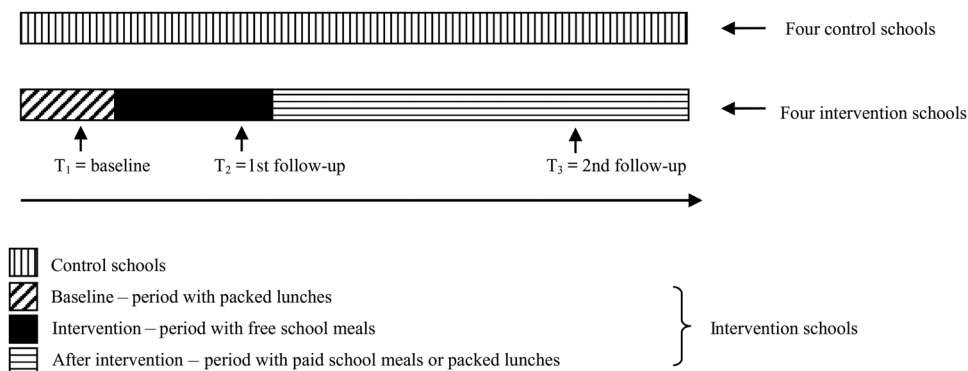 Four control schools
Four intervention schools
T₁ = baseline
T₂ =1st follow-up
T₃ = 2nd follow-up
Control schools
Baseline – period with packed lunches
Intervention – period with free school meals
Intervention schools
After intervention – period with paid school meals or packed lunches